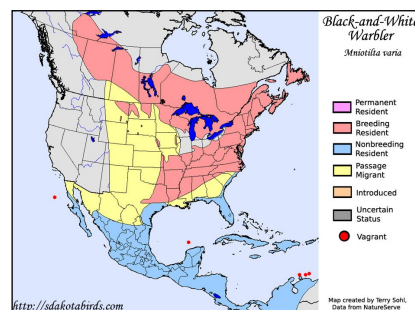 Black-and-White
Warbler
Mniotilta varia
Permanent
Resident
Breeding
Resident
Nonbreeding
Resident
Passage
Migrant
Introduced
Uncertain
Status
Vagrant
Map created by Terry Sohl,
Data from NatureServe
http://sdakotabirds.com